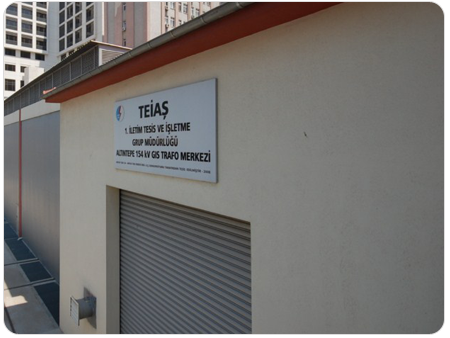 TEİAŞ
1. İLETİM TESİS VE İŞLETME
GRUP MÜDÜRLÜĞÜ
ALTINTEPE 154 kV GIS TRAFO MERKEZİ